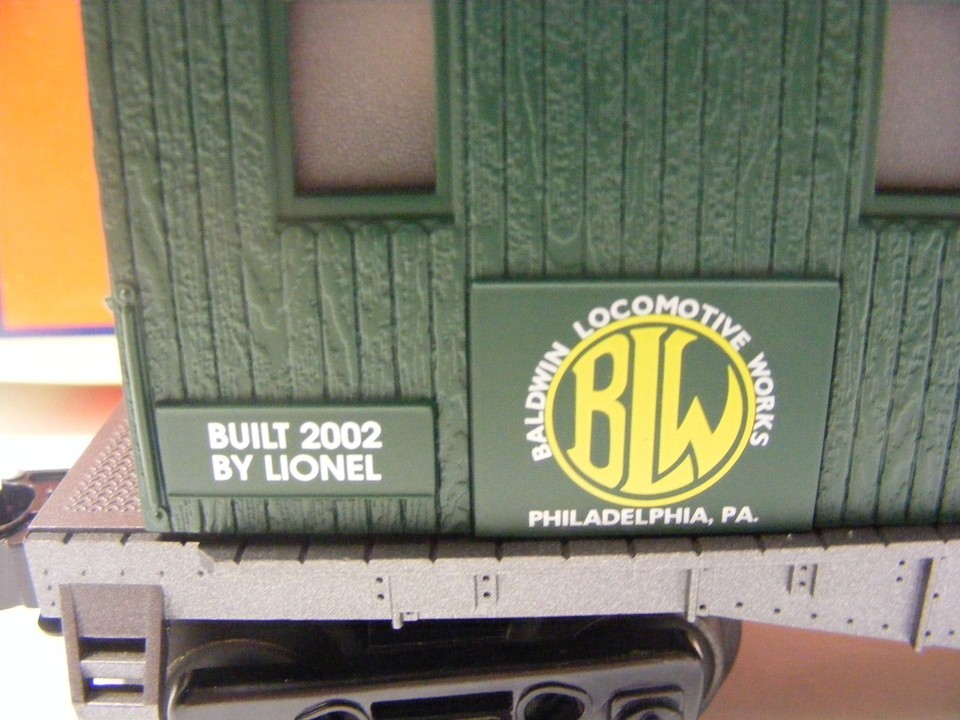 BUILT 2002
BY LIONEL
BALDWIN LOCOMOTIVE WORKS
BLW
PHILADELPHIA, PA.